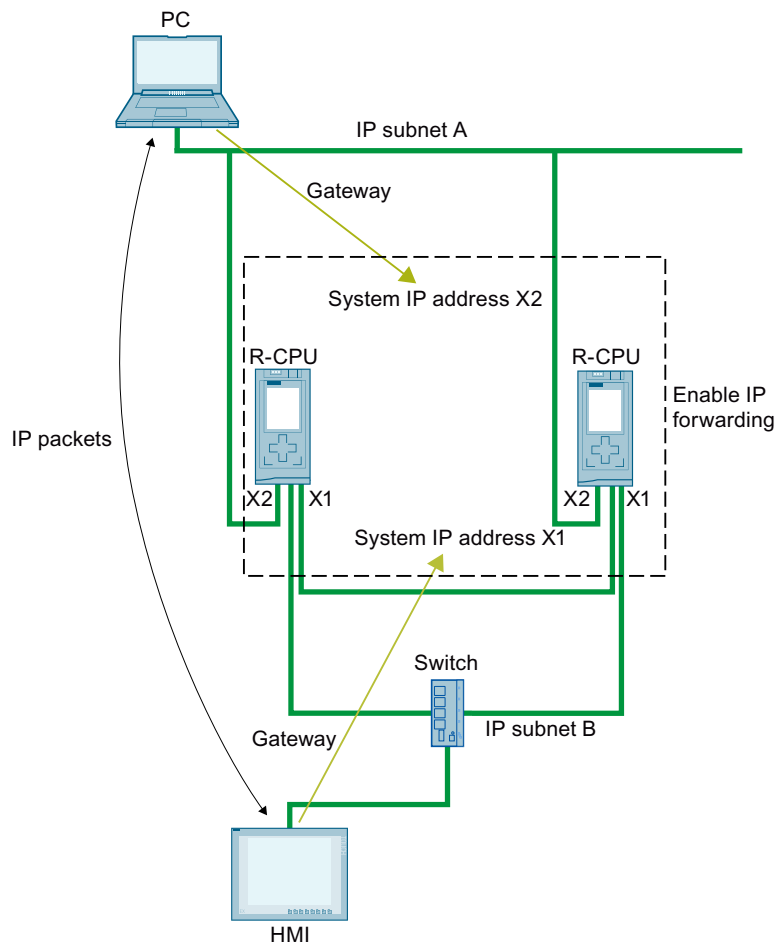 PC
IP subnet A
Gateway
System IP address X2
R-CPU
R-CPU
Enable IP
forwarding
IP packets
X2
X1
X2
X1
System IP address X1
Switch
Gateway
IP subnet B
HMI